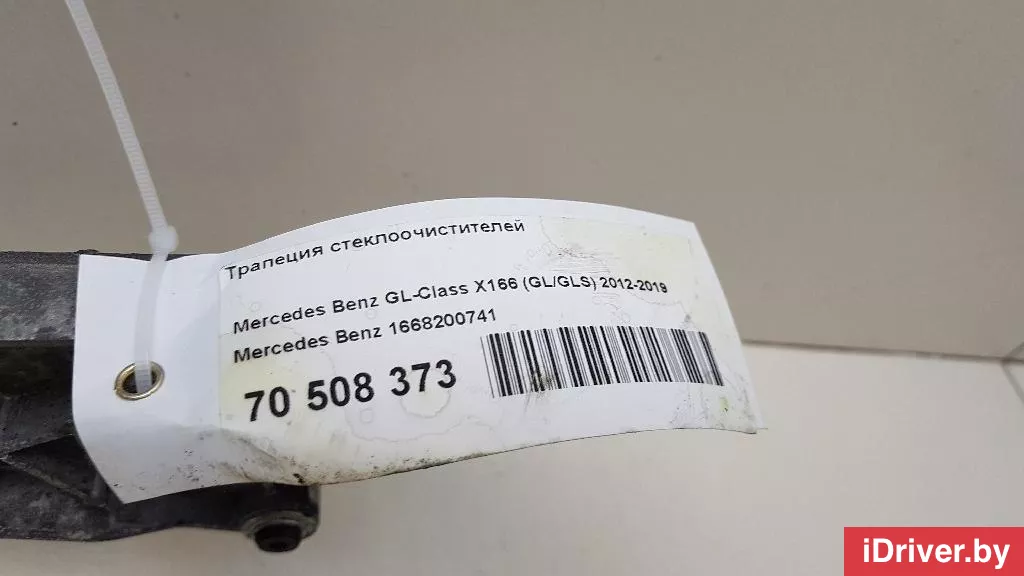 Трапеция стеклоочистителей
Mercedes Benz GL-Class X166 (GL/GLS) 2012-2019
Mercedes Benz 1668200741
70 508 373
iDriver.by